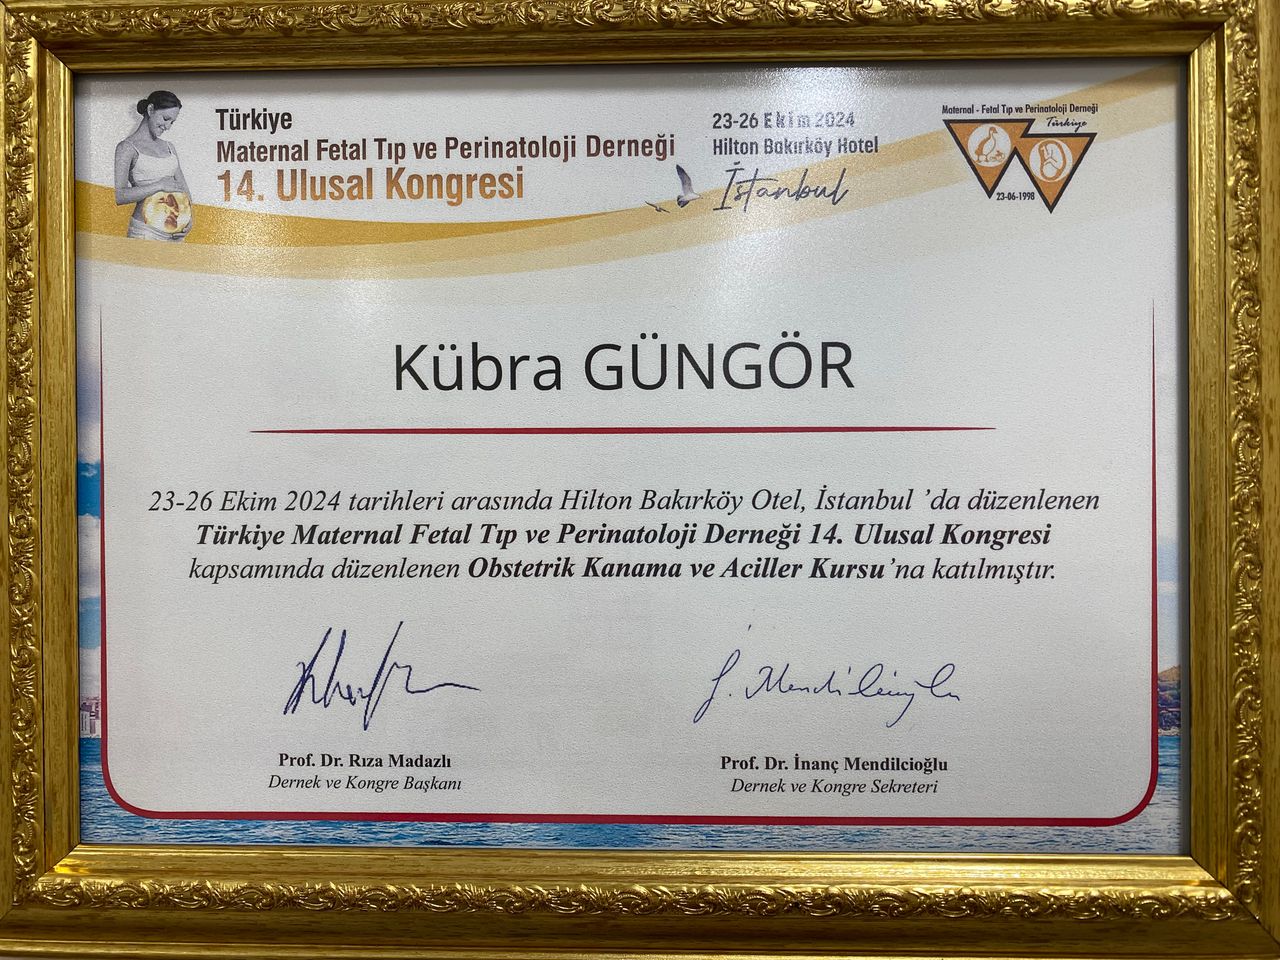 Türkiye
Maternal Fetal Tıp ve Perinatoloji Derneği
14. Ulusal Kongresi
23-26 Ekim 2024
Hilton Bakırköy Hotel
İstanbul
Maternal - Fetal Tıp ve Perinatoloji Derneği
Türkiye
23-06-1998
Kübra GÜNGÖR
23-26 Ekim 2024 tarihleri arasında Hilton Bakırköy Otel, İstanbul ’da düzenlenen
Türkiye Maternal Fetal Tıp ve Perinatoloji Derneği 14. Ulusal Kongresi
kapsamında düzenlenen Obstetrik Kanama ve Aciller Kursu’na katılmıştır.
Prof. Dr. Rıza Madazlı
Dernek ve Kongre Başkanı
Prof. Dr. İnanç Mendilcioğlu
Dernek ve Kongre Sekreteri